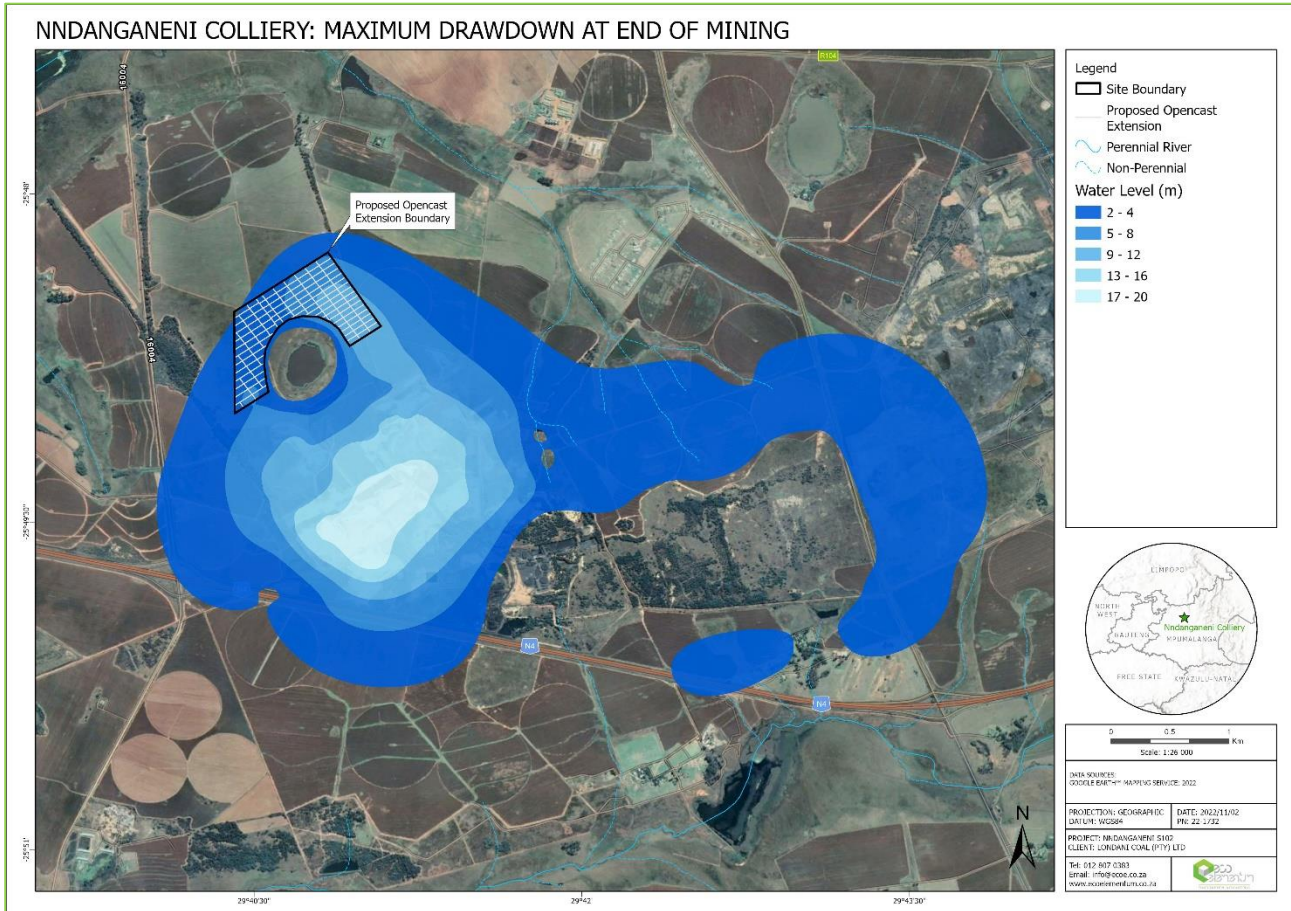 NNDANGANENI COLLIERY: MAXIMUM DRAWDOWN AT END OF MINING
R104
16004
Proposed Opcast
Extension Boundary
16004
N4
N4
-25°48'
-25°49'30"
-25°51'
29°40'30"
29°42'
29°43'30"
Legend
Site Boundary
Proposed Opencast
Extension
Perennial River
Non-Perennial
Water Level (m)
2 - 4
5 - 8
9 - 12
13 - 16
17 - 20
LIMPOPO
NORTH
WEST
Nndanganeni Colliery
GAUTENG
MPUMALANGA
FREE STATE
KWAZULU-NATAL
0 0.5 1
Km
Scale: 1:26 000
DATA SOURCES:
GOOGLE EARTH™ MAPPING SERVICE: 2022
PROJECTION: GEOGRAPHIC
DATUM: WGS84
DATE: 2022/11/02
PN: 22-1732
PROJECT: NNDANGANENI S102
CLIENT: LONDANI COAL (PTY) LTD
Tel: 012 807 0383
Email: info@ecoe.co.za
www.ecoelementum.co.za
eco
elementum
N